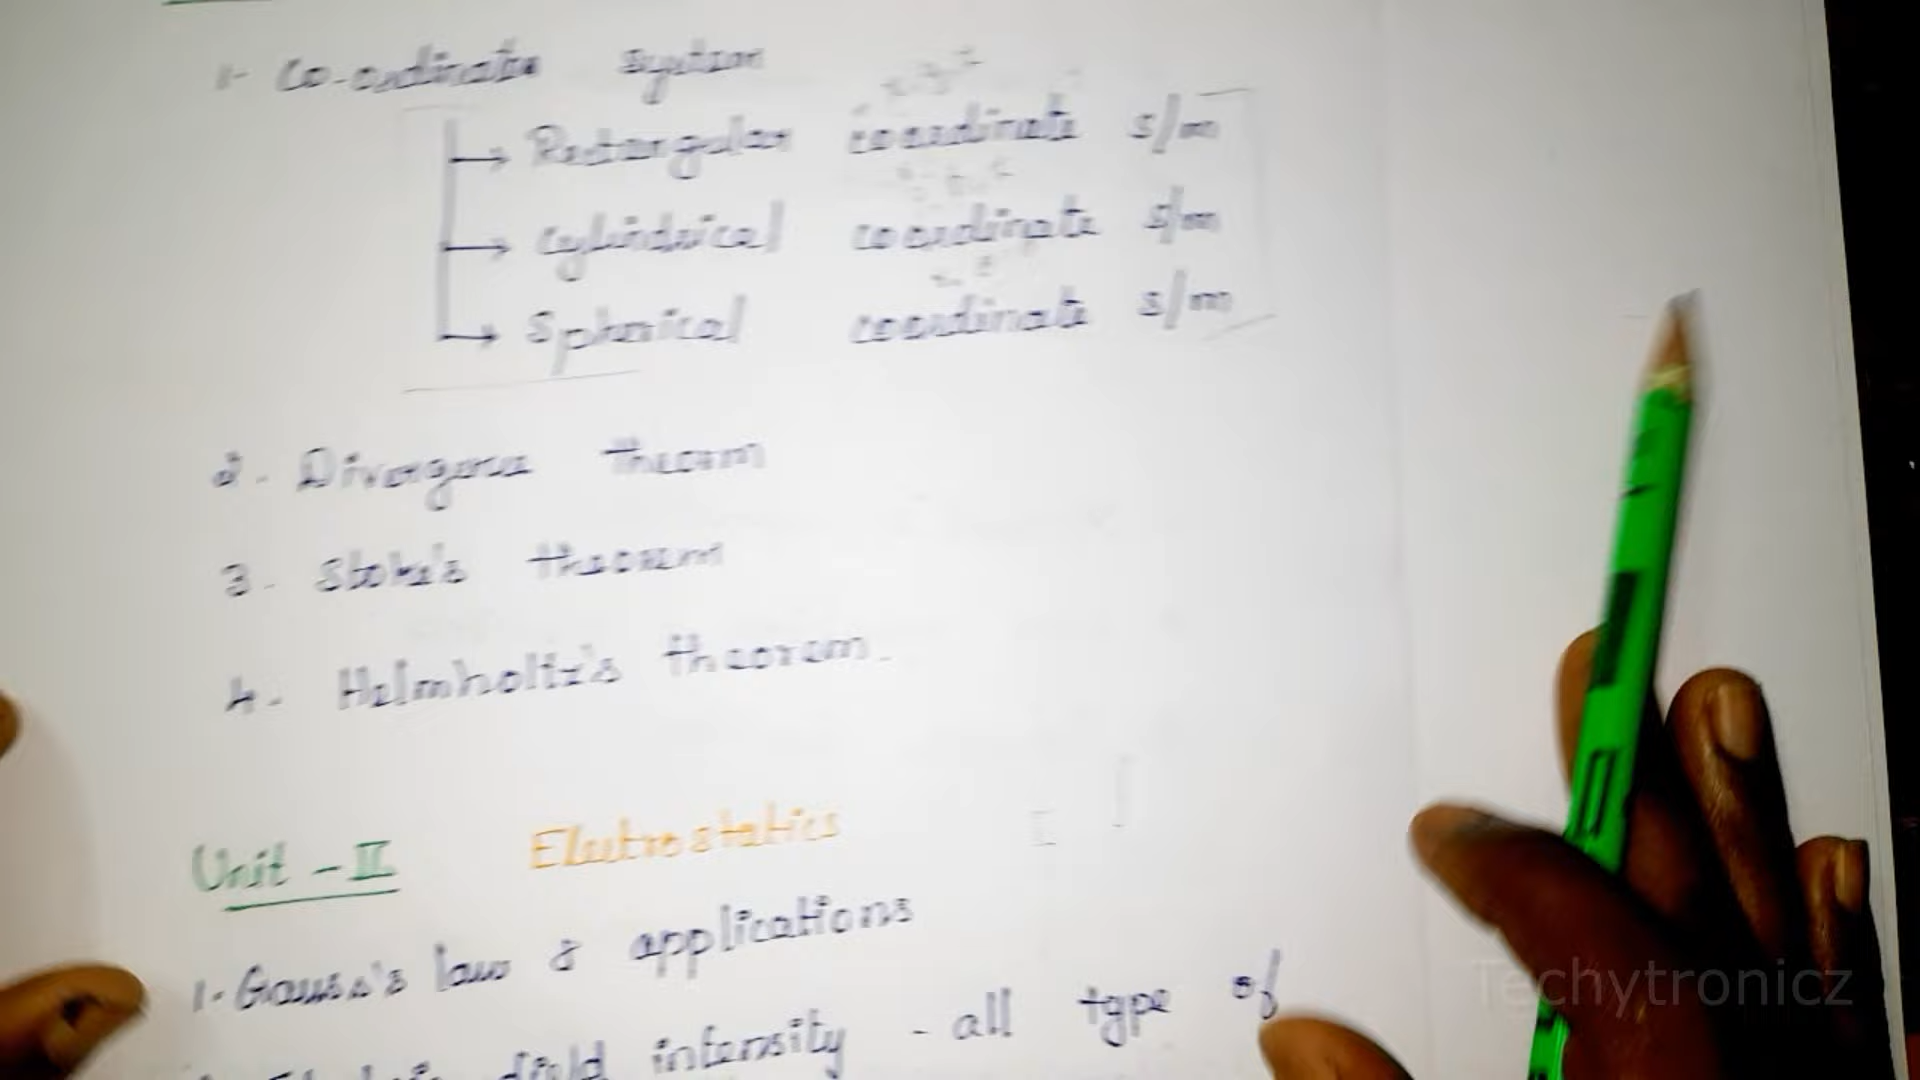 1- Co-ordinate system
→ Rectangular coordinate s/m
→ Cylindrical coordinate s/m
→ Spherical coordinate s/m
2. Divergence theorem
3. Stoke's theorem
4. Helmholtz's theorem.
Unit - II Electrostatics
1. Gauss's law & applications
field intensity - all type of
Techytronicz